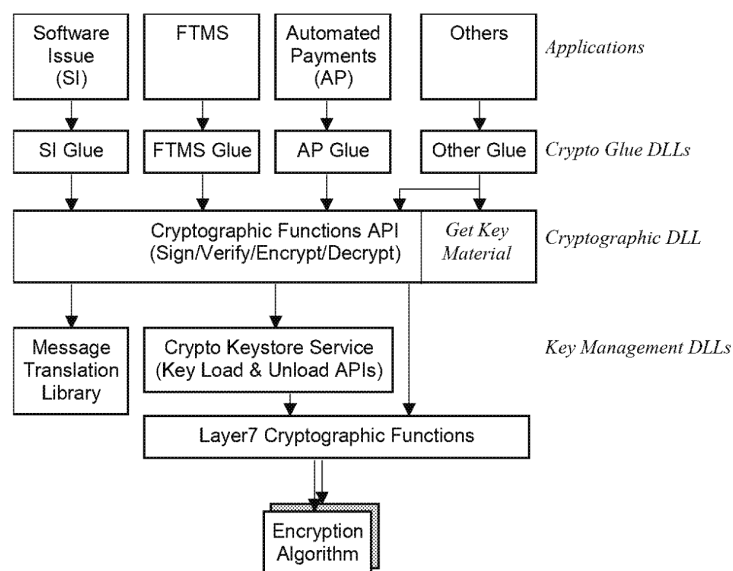 Software
Issue
(SI)
FTMS
Automated
Payments
(AP)
Others
Applications
SI Glue
FTMS Glue
AP Glue
Other Glue
Crypto Glue DLLs
Cryptographic Functions API
(Sign/Verify/Encrypt/Decrypt)
Get Key
Material
Cryptographic DLL
Message
Translation
Library
Crypto Keystore Service
(Key Load & Unload APIs)
Key Management DLLs
Layer7 Cryptographic Functions
Encryption
Algorithm